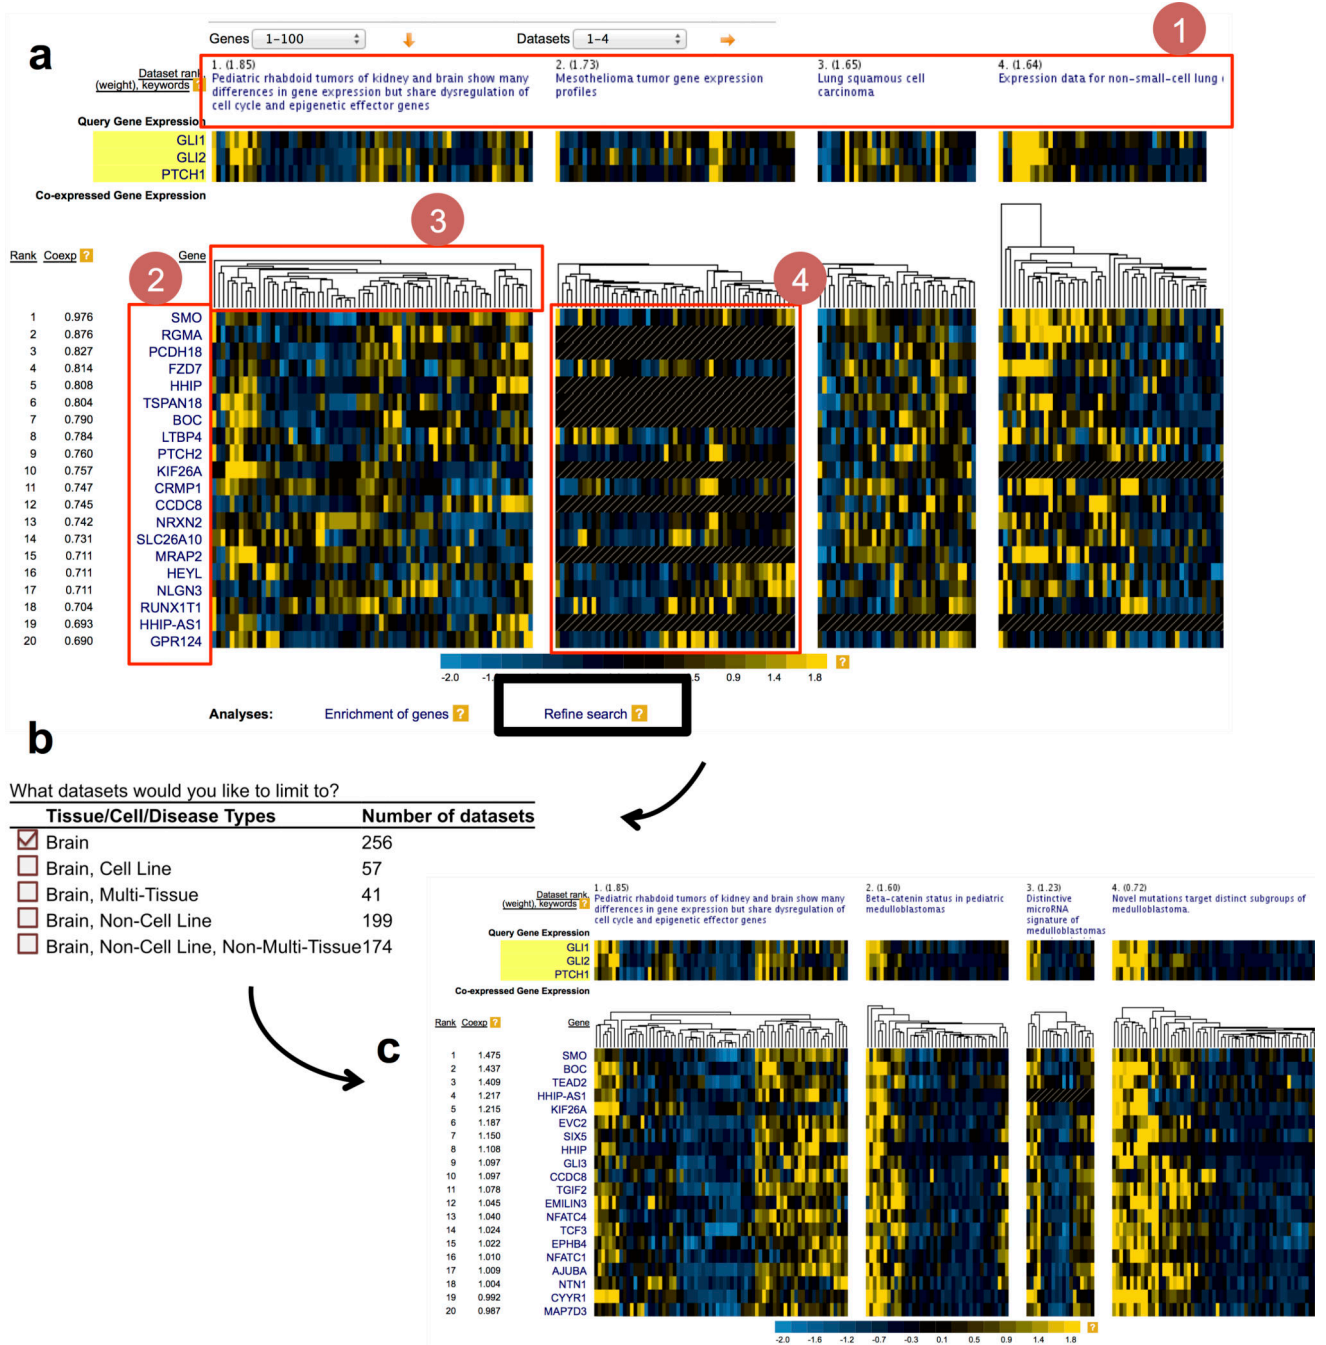 a
Genes 1-100 Datasets 1-4
1
Dataset rank
(weight), keywords ?
1. (1.85)
Pediatric rhabdoid tumors of kidney and brain show many
differences in gene expression but share dysregulation of
cell cycle and epigenetic effector genes
2. (1.73)
Mesothelioma tumor gene expression
profiles
3. (1.65)
Lung squamous cell
carcinoma
4. (1.64)
Expression data for non-small-cell lung
Query Gene Expression
GLI1
GLI2
PTCH1
Co-expressed Gene Expression
3
2
4
Rank Coexp ? Gene
1 0.976 SMO
2 0.876 RGMA
3 0.827 PCDH18
4 0.814 FZD7
5 0.808 HHIP
6 0.804 TSPAN18
7 0.790 BOC
8 0.784 LTBP4
9 0.760 PTCH2
10 0.757 KIF26A
11 0.747 CRMP1
12 0.745 CCDC8
13 0.742 NRXN2
14 0.731 SLC26A10
15 0.711 MRAP2
16 0.711 HEYL
17 0.711 NLGN3
18 0.704 RUNX1T1
19 0.693 HHIP-AS1
20 0.690 GPR124
?
-2.0 0.9 1.4 1.8
Analyses: Enrichment of genes ? Refine search ?
b
What datasets would you like to limit to?
Tissue/Cell/Disease Types Number of datasets
Brain 256
Brain, Cell Line 57
Brain, Multi-Tissue 41
Brain, Non-Cell Line 199
Brain, Non-Cell Line, Non-Multi-Tissue 174
c
Dataset rank
(weight), keywords ?
1. (1.85)
Pediatric rhabdoid tumors of kidney and brain show many
differences in gene expression but share dysregulation of
cell cycle and epigenetic effector genes
2. (1.60)
Beta-catenin status in pediatric
medulloblastomas
3. (1.23)
Distinctive
microRNA
signature of
medulloblastomas
4. (0.72)
Novel mutations target distinct subgroups of
medulloblastoma.
Query Gene Expression
GLI1
GLI2
PTCH1
Co-expressed Gene Expression
Rank Coexp ? Gene
1 1.475 SMO
2 1.437 BOC
3 1.409 TEAD2
4 1.217 HHIP-AS1
5 1.215 KIF26A
6 1.187 EVC2
7 1.150 SIX5
8 1.108 HHIP
9 1.097 GLI3
10 1.097 CCDC8
11 1.078 TGIF2
12 1.045 EMILIN3
13 1.040 NFATC4
14 1.024 TCF3
15 1.022 EPHB4
16 1.010 NFATC1
17 1.009 AJUBA
18 1.004 NTN1
19 0.992 CYYR1
20 0.987 MAP7D3
?
-2.0 -1.6 -1.2 -0.7 -0.3 0.1 0.5 0.9 1.4 1.8